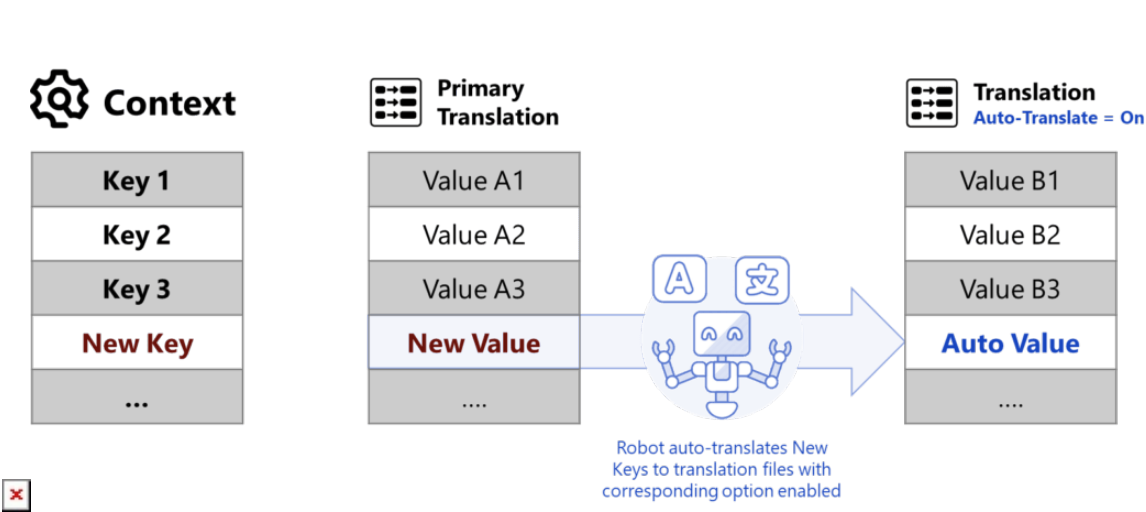 Context
Key 1
Key 2
Key 3
New Key
...
Primary
Translation
Value A1
Value A2
Value A3
New Value
....
A
文
Robot auto-translates New
Keys to translation files with
corresponding option enabled
Translation
Auto-Translate = On
Value B1
Value B2
Value B3
Auto Value
....